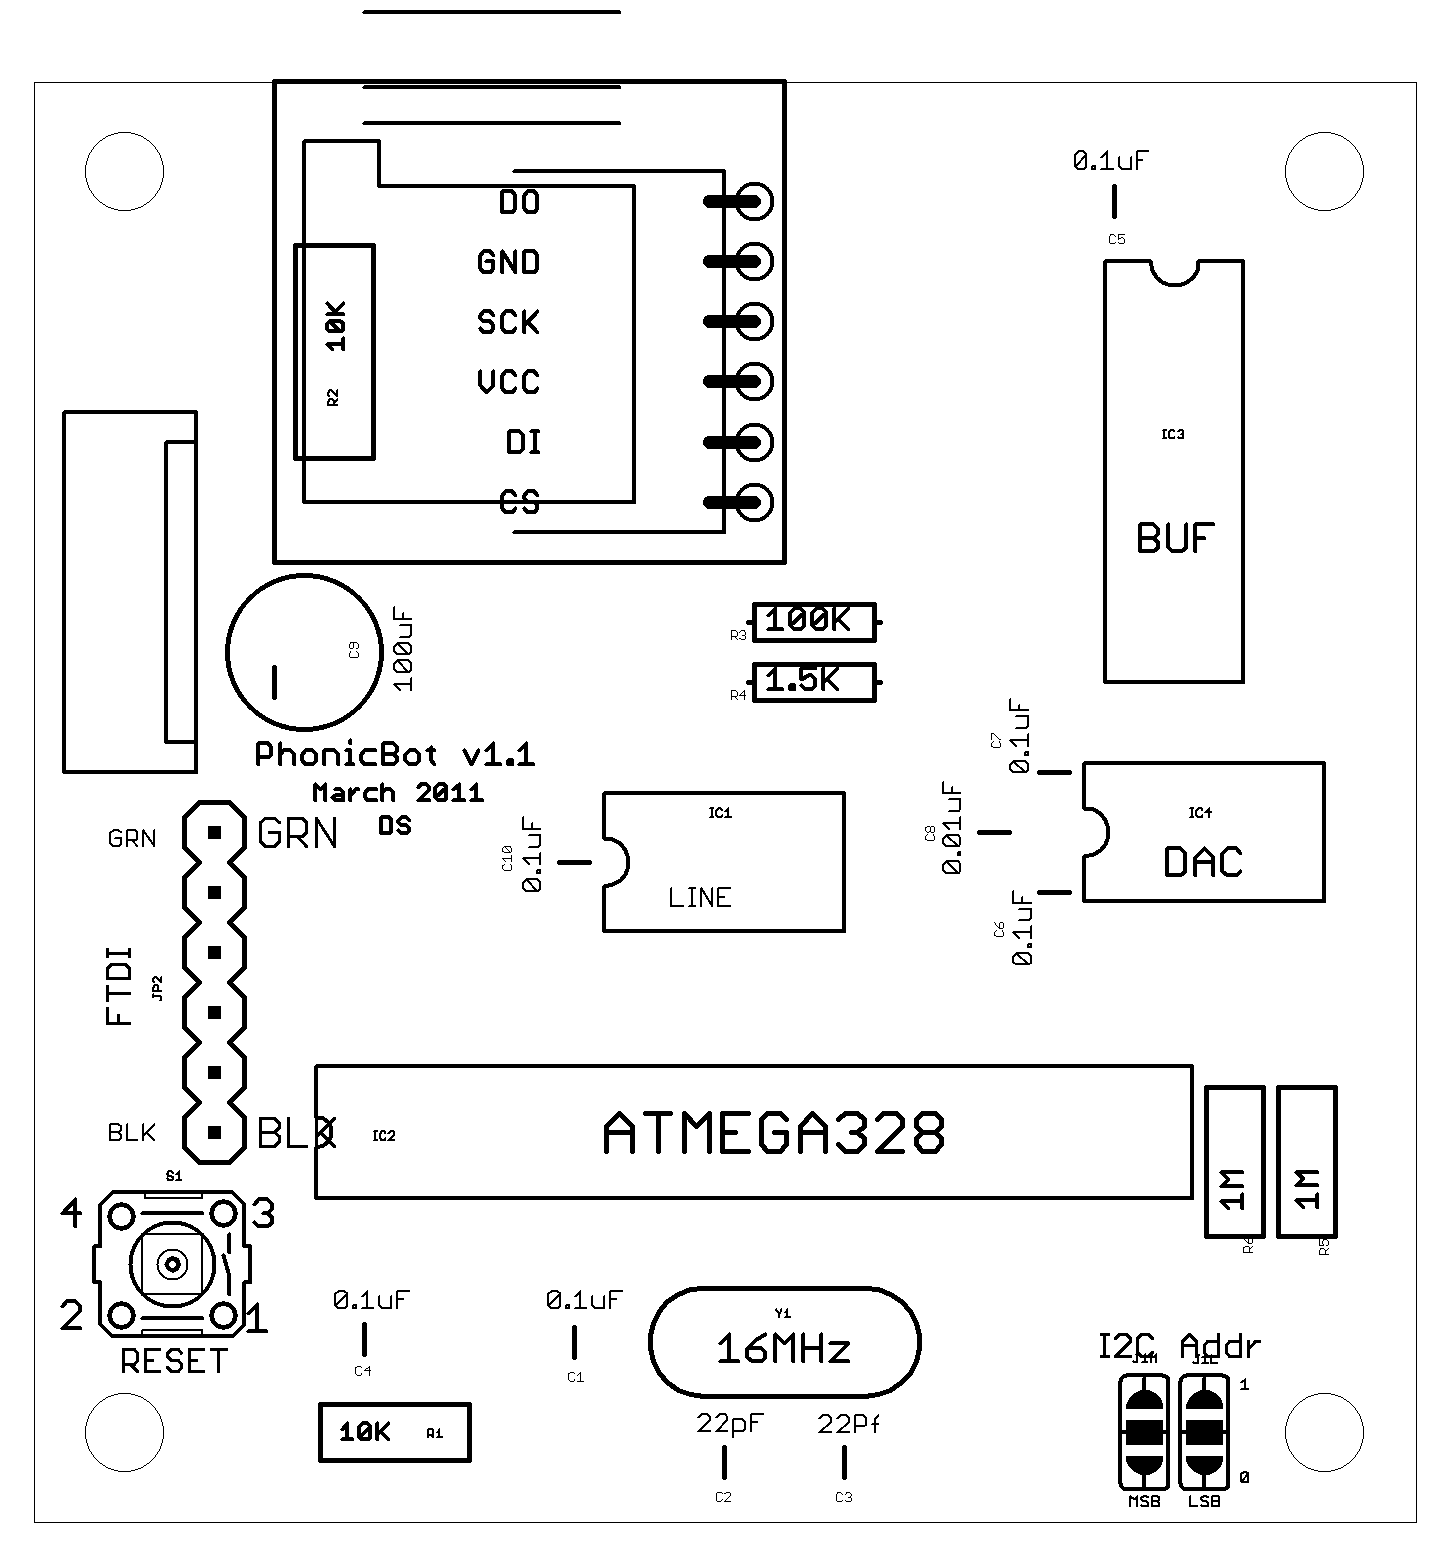 0.1uF
C5
DO
GND
SCK
VCC
DI
CS
10K
R2
IC3
BUF
C9
100uF
R3
100K
R4
1.5K
PhonicBot v1.1
March 2011
DS
C7
0.1uF
C8
0.01uF
C6
0.1uF
IC4
DAC
IC1
LINE
C10
0.1uF
GRN
GRN
FTDI
JP2
BLK
BLK
IC2
ATMEGA328
1M
R6
1M
R5
S1
4
3
2
1
RESET
0.1uF
C4
0.1uF
C1
Y1
16MHz
10K
R1
22pF
C2
22Pf
C3
I2C Addr
1
0
MSB
LSB